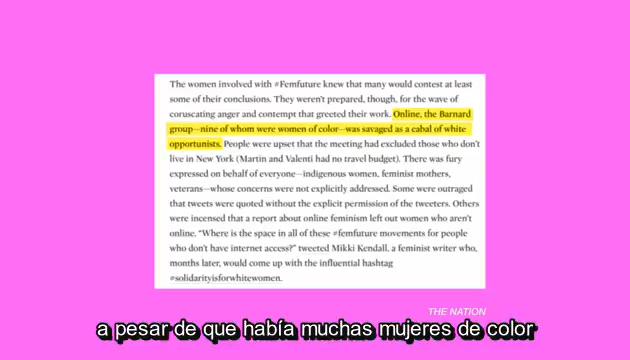 The women involved with #Femfuture knew that many would contest at least
some of their conclusions. They weren't prepared, though, for the wave of
coruscating anger and contempt that greeted their work. Online, the Barnard
group—nine of whom were women of color—was savaged as a cabal of white
opportunists. People were upset that the meeting had excluded those who don't
live in New York (Martin and Valenti had no travel budget). There was fury
expressed on behalf of everyone—indigenous women, feminist mothers,
veterans—whose concerns were not explicitly addressed. Some were outraged
that tweets were quoted without the explicit permission of the tweeters. Others
were incensed that a report about online feminism left out women who aren't
online. “Where is the space in all of these #femfuture movements for people
who don't have internet access?” tweeted Mikki Kendall, a feminist writer who,
months later, would come up with the influential hashtag
#solidarityisforwhitewomen.
THE NATION
a pesar de que había muchas mujeres de color